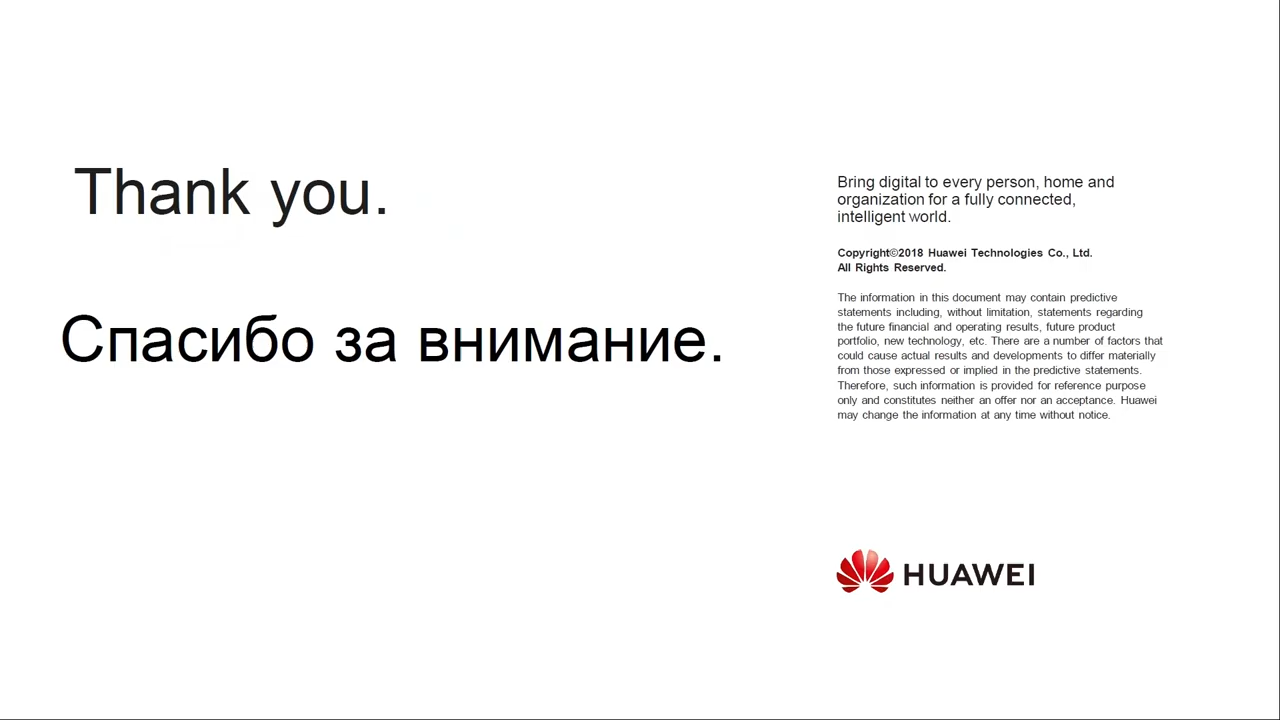 Thank you.
Спасибо за внимание.
Bring digital to every person, home and
organization for a fully connected,
intelligent world.
Copyright©2018 Huawei Technologies Co., Ltd.
All Rights Reserved.
The information in this document may contain predictive
statements including, without limitation, statements regarding
the future financial and operating results, future product
portfolio, new technology, etc. There are a number of factors that
could cause actual results and developments to differ materially
from those expressed or implied in the predictive statements.
Therefore, such information is provided for reference purpose
only and constitutes neither an offer nor an acceptance. Huawei
may change the information at any time without notice.
HUAWEI